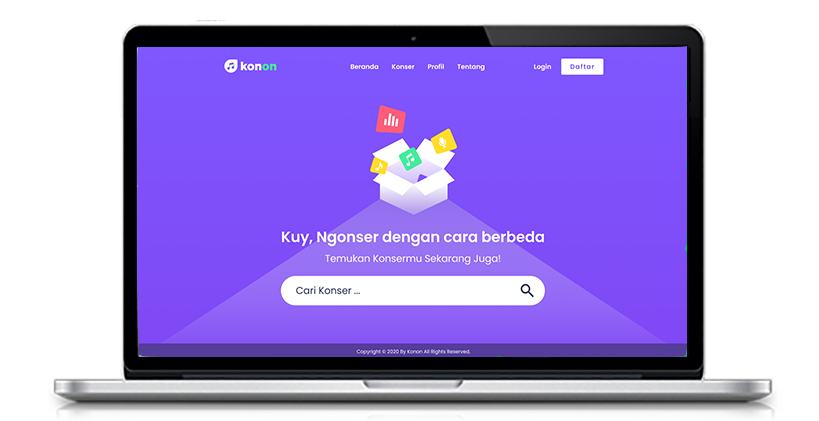 konon
Beranda Konser Profil Tentang
Login Daftar
Kuy, Ngonser dengan cara berbeda
Temukan Konsermu Sekarang Juga!
Cari Konser ...
Copyright © 2020 By Konon All Rights Reserved.